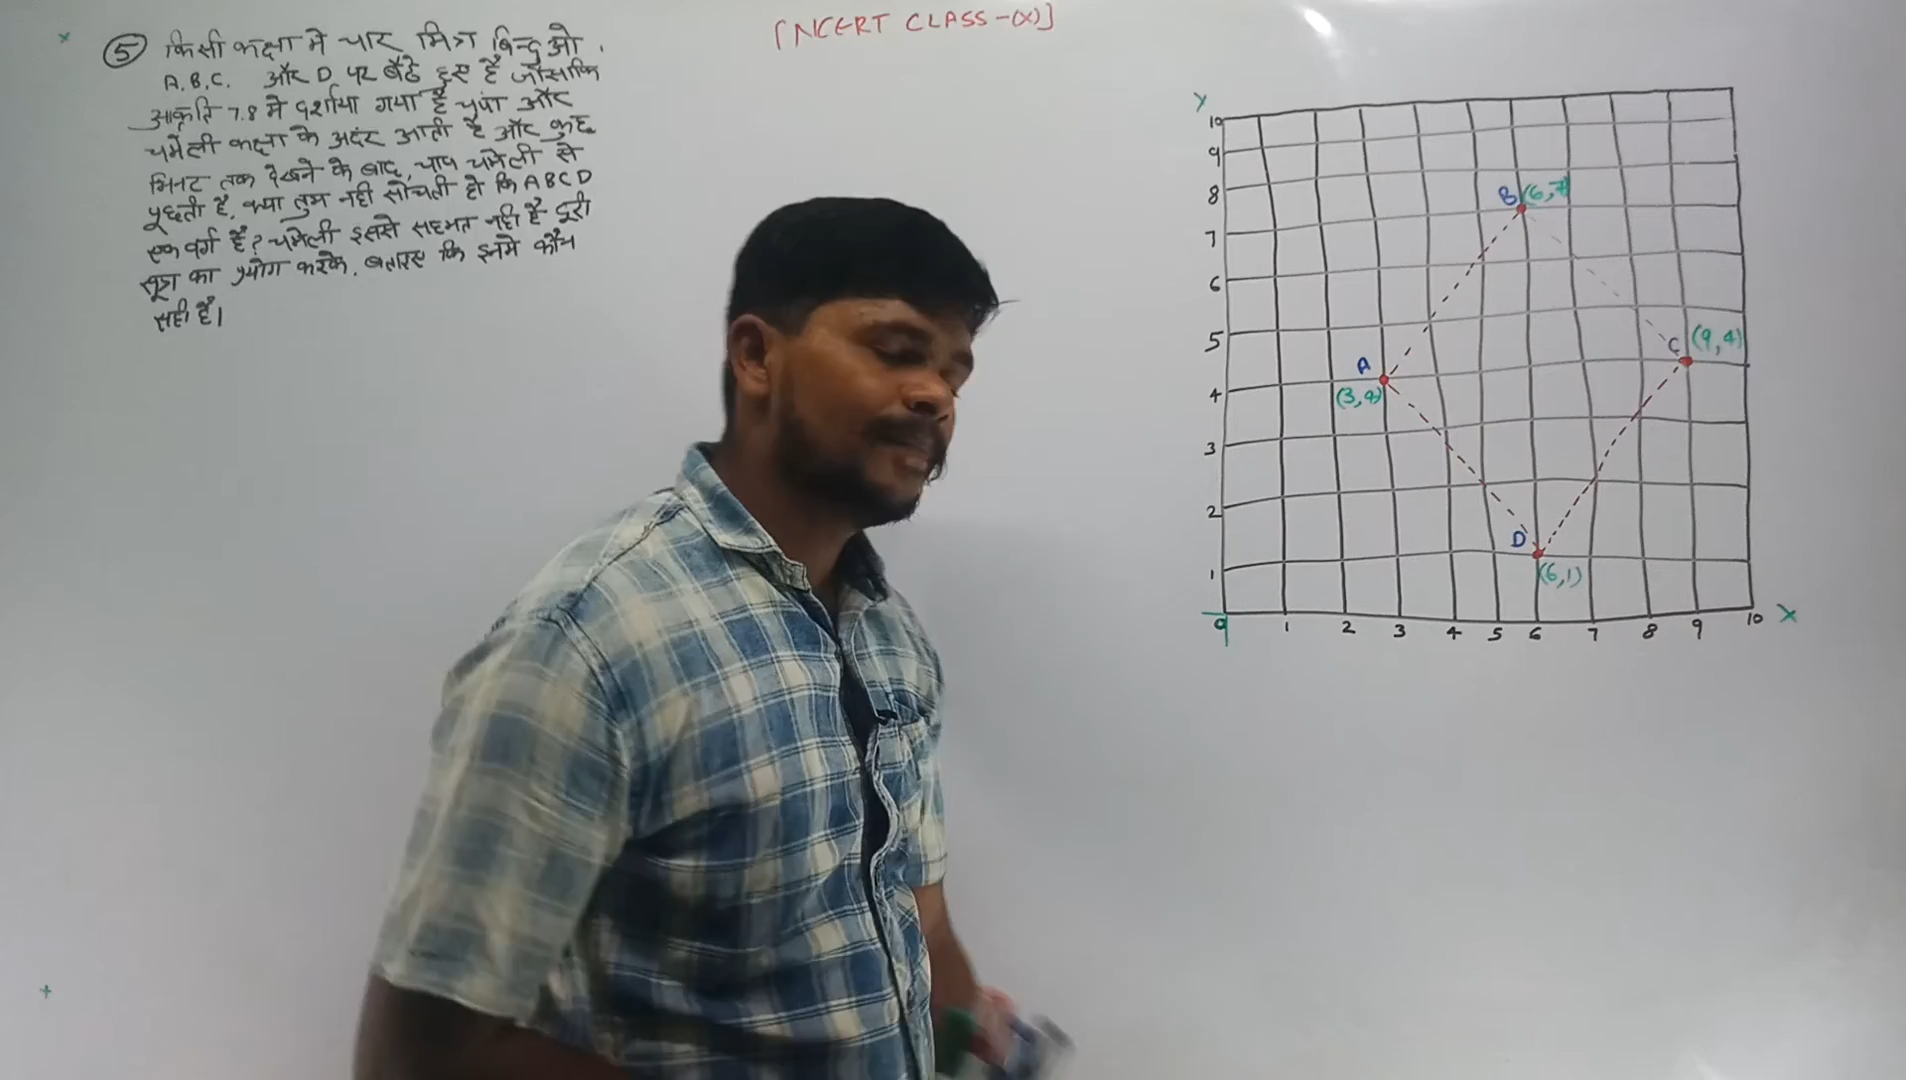 [NCERT CLASS-(X)]
⑤ किसी कक्षा मे चार मित्र बिन्दुओ
A.B,C. और D पर बैठे हुए है जैसाकि
आकृति 7.8 मे दर्शाया गया है चंपा और
चमेली कक्षा के अदंर आती है और कुछ
मिनट तक देखने के बाद, चंपा चमेली से
पूछती है. क्या तुम नही सोचती हो कि ABCD
एक वर्ग है? चमेली इससे सहमत नही है दूरी
सूत्र का प्रयोग करके. बताइए कि इनमे कौन
सही है।
Y
10
9
8
7
6
5
4
3
2
1
0 1 2 3 4 5 6 7 8 9 10 X
B (6,7)
C (9,4)
A
(3,4)
D
(6,1)